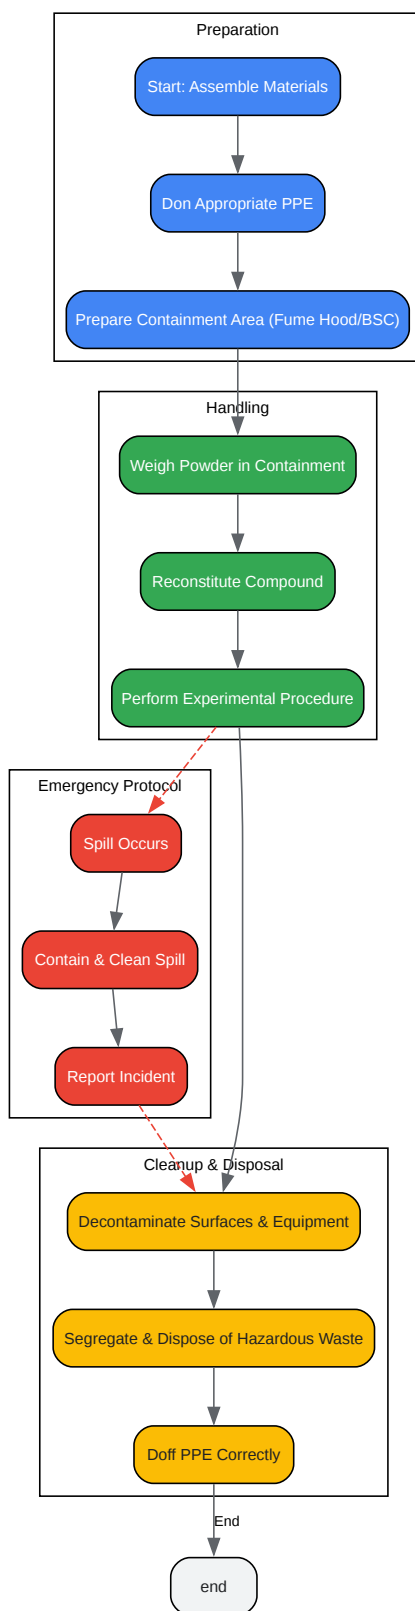 Preparation
Start: Assemble Materials
Don Appropriate PPE
Prepare Containment Area (Fume Hood/BSC)
Handling
Weigh Powder in Containment
Reconstitute Compound
Perform Experimental Procedure
Emergency Protocol
Spill Occurs
Contain & Clean Spill
Report Incident
Cleanup & Disposal
Decontaminate Surfaces & Equipment
Segregate & Dispose of Hazardous Waste
Doff PPE Correctly
End
end